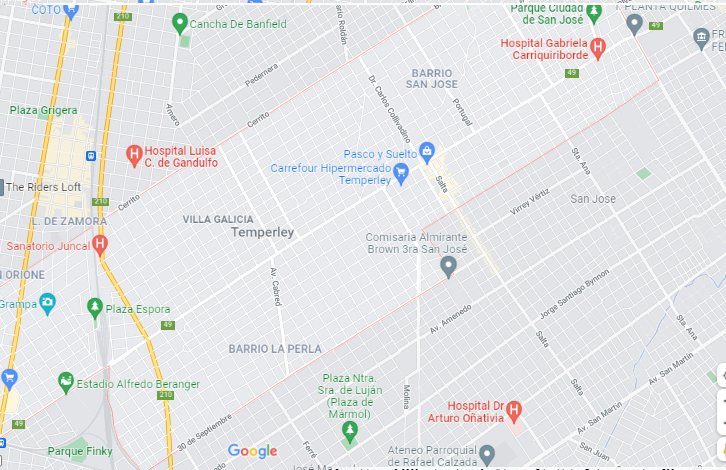 COTO
210
Cancha De Banfield
Parque Ciudad
de San José
PLANTA QUILMES
49
Hospital Gabriela
Carriquiriborde
49
Pedernera
BARRIO
SAN JOSE
Dr. Carlos Collivadino
Portugal
Plaza Grigera
Amero
Cerrito
Hospital Luisa
C. de Gandulfo
Pasco y Suelto
Carrefour Hipermercado
Temperley
Salta
Sta. Ana
The Riders Loft
210
Cerrito
Virrey Vértiz
San Jose
L. DE ZAMORA
VILLA GALICIA
Temperley
Sanatorio Juncal
Comisaria Almirante
Brown 3ra San José
N ORIONE
Av. Cabred
Jorge Santiago Bynnon
Grampa
Plaza Espora
49
Av. Amenedo
Sta. Ana
Salta
BARRIO LA PERLA
Av. San Martín
Estadio Alfredo Beranger
Plaza Ntra.
Sra. de Luján
(Plaza de
Mármol)
Molina
210
49
Hospital Dr
Arturo Oñativia
Av. San Martín
30 de Septiembre
San Juan
Parque Finky
Google
Ferré
Ateneo Parroquial
de Rafael Calzada
José Ma